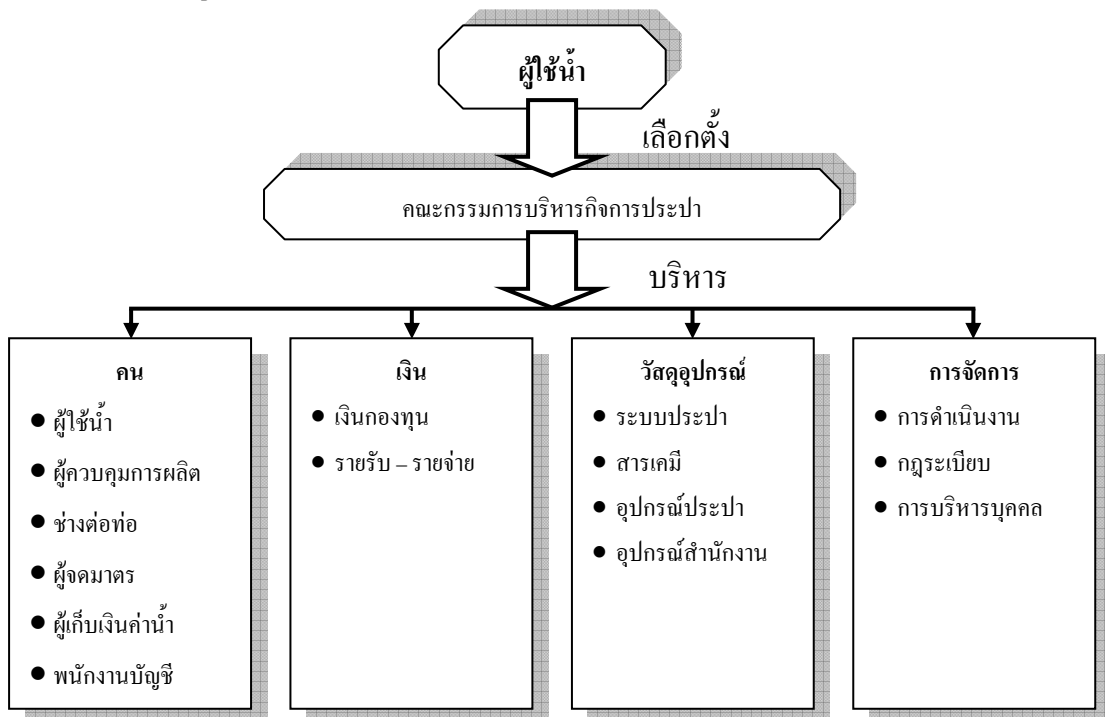 ผู้ใช้น้ำ
เลือกตั้ง
คณะกรรมการบริหารกิจการประปา
บริหาร
คน
● ผู้ใช้น้ำ
● ผู้ควบคุมการผลิต
● ช่างต่อท่อ
● ผู้จดมาตร
● ผู้เก็บเงินค่าน้ำ
● พนักงานบัญชี
เงิน
● เงินกองทุน
● รายรับ – รายจ่าย
วัสดุอุปกรณ์
● ระบบประปา
● สารเคมี
● อุปกรณ์ประปา
● อุปกรณ์สำนักงาน
การจัดการ
● การดำเนินงาน
● กฎระเบียบ
● การบริหารบุคคล